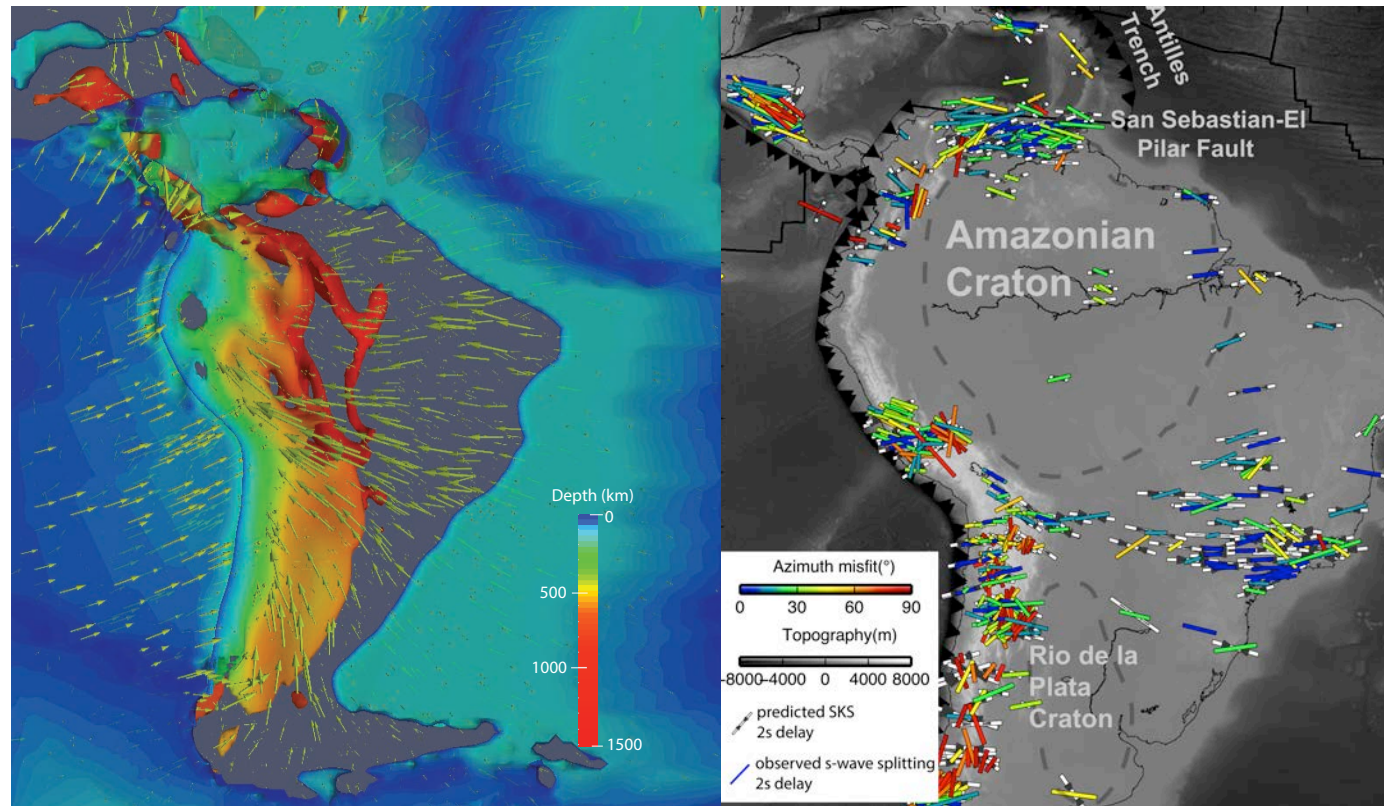 Depth (km)
0
500
1000
1500
Antilles
Trench
San Sebastian-El
Pilar Fault
Amazonian
Craton
Rio de la
Plata
Craton
Azimuth misfit(°)
0 30 60 90
Topography(m)
-8000-4000 0 4000 8000
predicted SKS
2s delay
observed s-wave splitting
2s delay